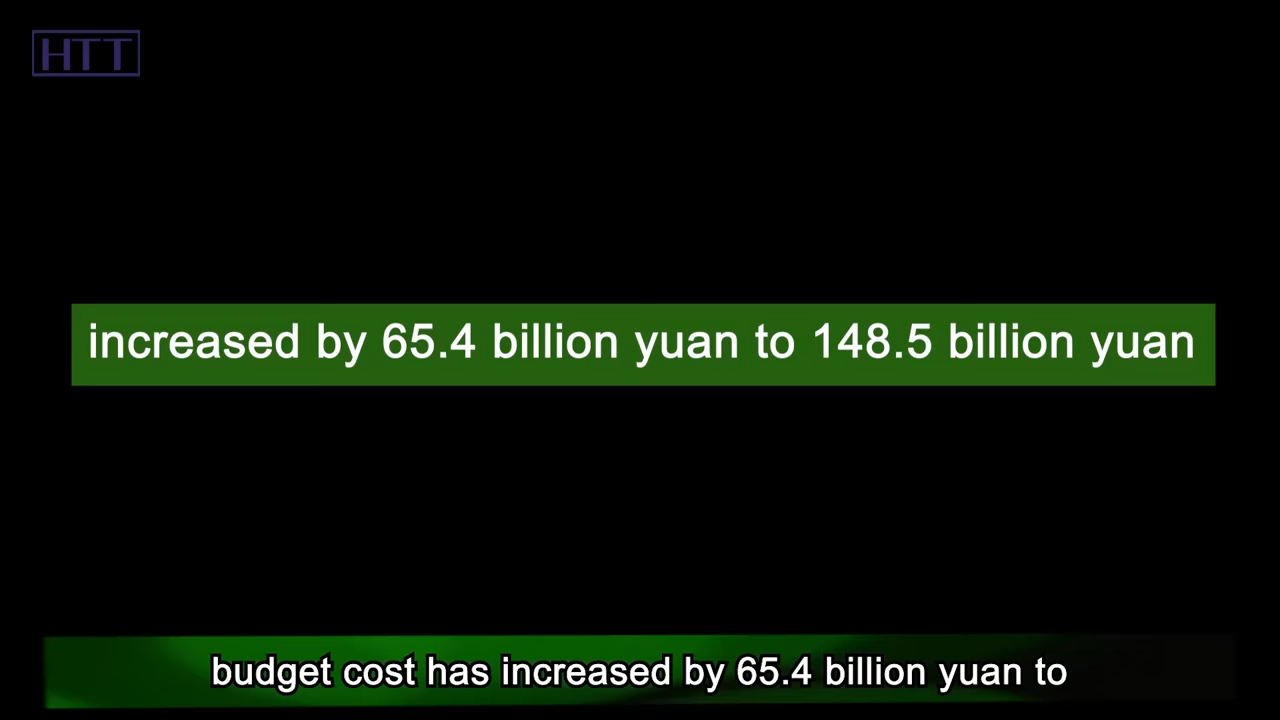 HTT
increased by 65.4 billion yuan to 148.5 billion yuan
budget cost has increased by 65.4 billion yuan to